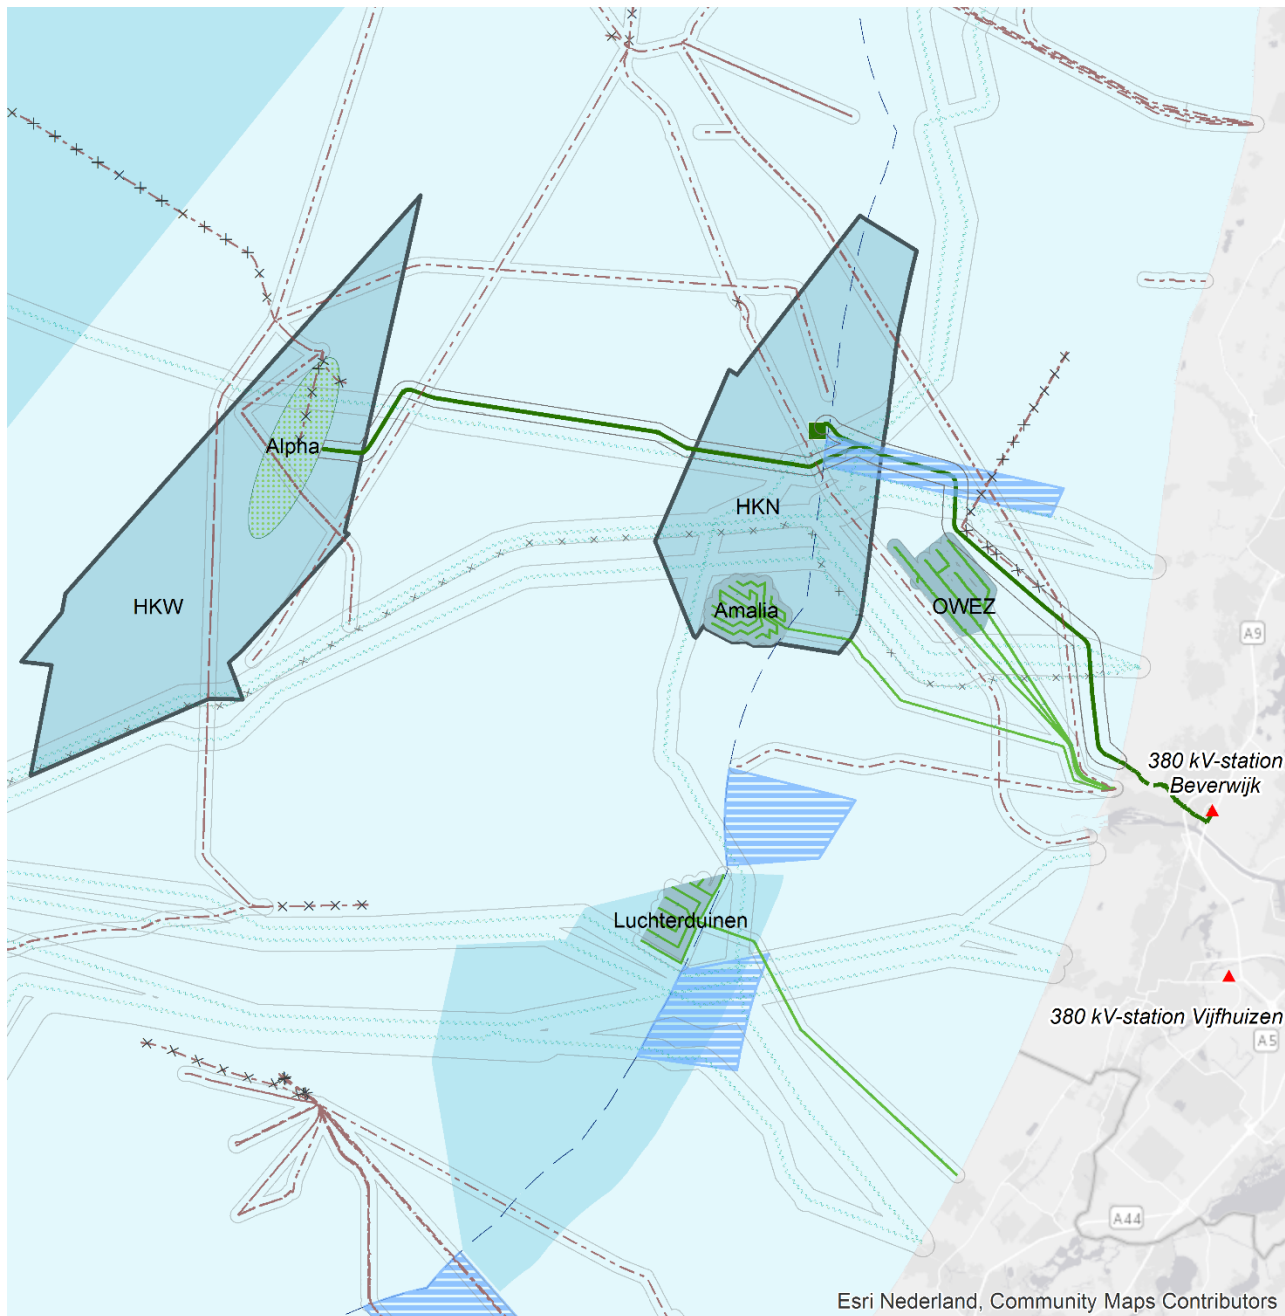 Alpha
HKN
HKW
Amalia
OWEZ
A9
380 kV-station
Beverwijk
Luchterduinen
380 kV-station Vijfhuizen
A5
A44
Esri Nederland, Community Maps Contributors